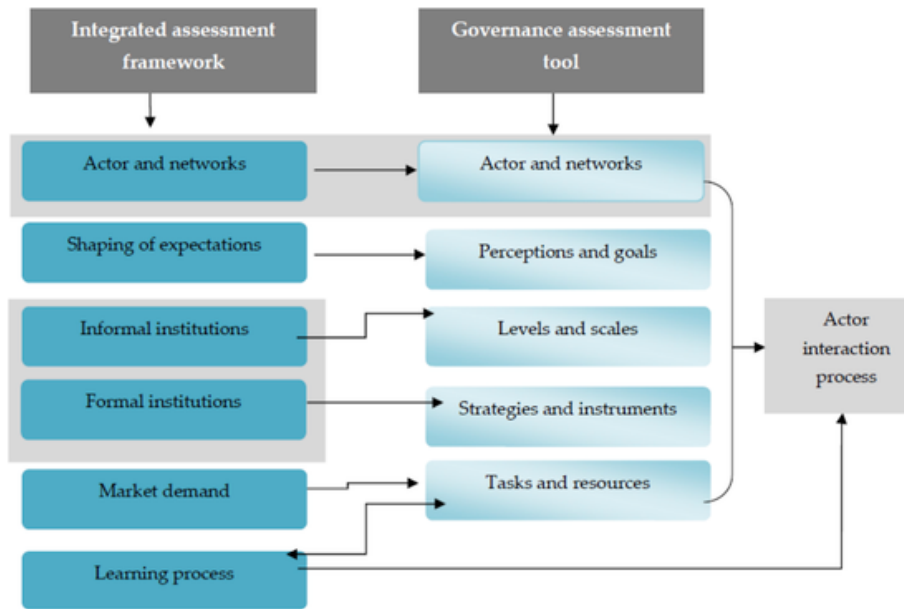 Integrated assessment
framework
Governance assessment
tool
Actor and networks
Actor and networks
Shaping of expectations
Perceptions and goals
Informal institutions
Levels and scales
Actor
interaction
process
Formal institutions
Strategies and instruments
Market demand
Tasks and resources
Learning process